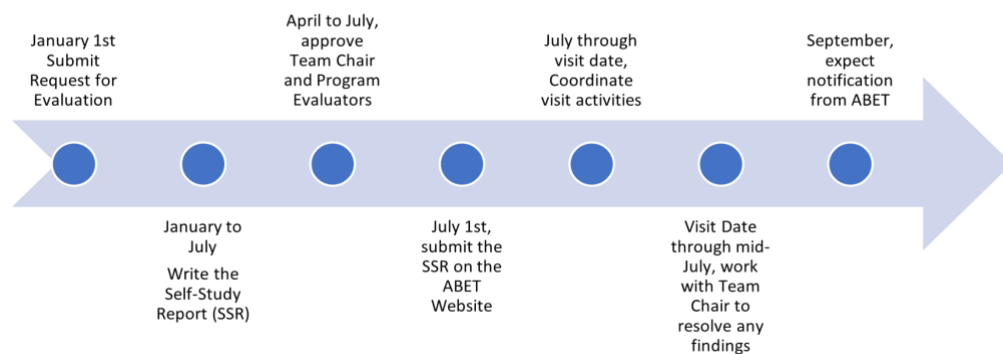 January 1st
Submit
Request for
Evaluation
January to
July
Write the
Self-Study
Report (SSR)
April to July,
approve
Team Chair
and Program
Evaluators
July 1st,
submit the
SSR on the
ABET
Website
July through
visit date,
Coordinate
visit activities
Visit Date
through mid-
July, work
with Team
Chair to
resolve any
findings
September,
expect
notification
from ABET